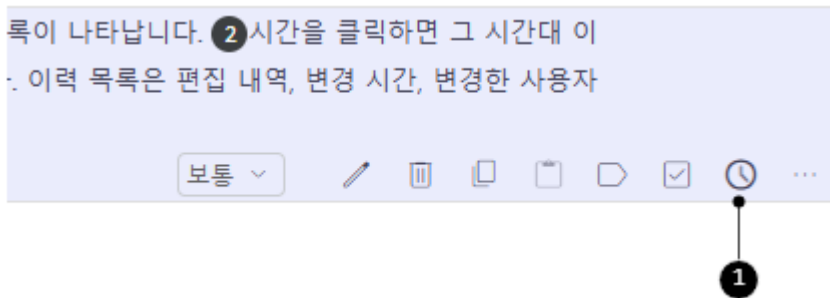 록이 나타납니다. 2 시간을 클릭하면 그 시간대 이
. 이력 목록은 편집 내역, 변경 시간, 변경한 사용자
보통
1